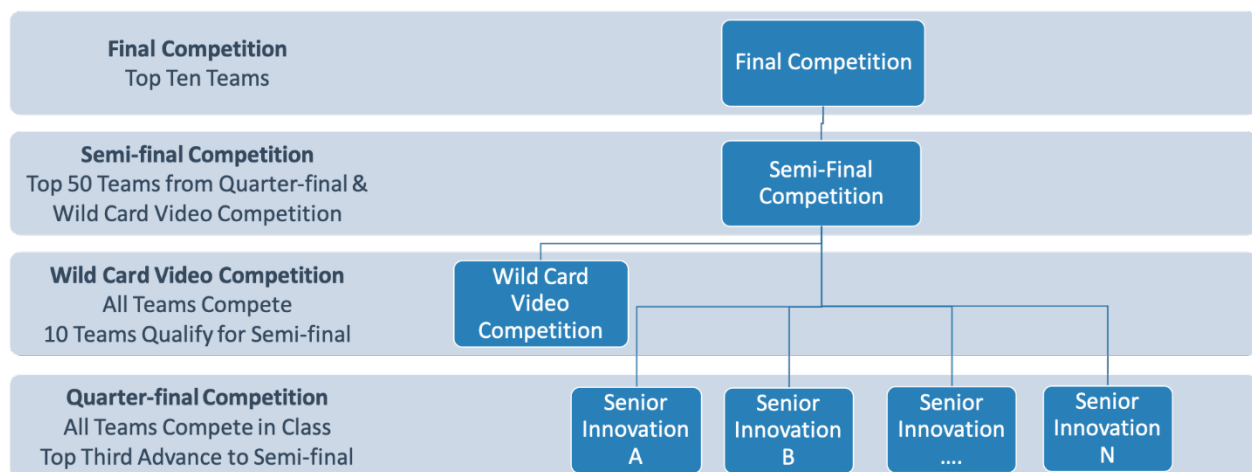 Final Competition
Top Ten Teams
Final Competition
Semi-final Competition
Top 50 Teams from Quarter-final &
Wild Card Video Competition
Semi-Final
Competition
Wild Card Video Competition
All Teams Compete
10 Teams Qualify for Semi-final
Wild Card
Video
Competition
Quarter-final Competition
All Teams Compete in Class
Top Third Advance to Semi-final
Senior
Innovation
A
Senior
Innovation
B
Senior
Innovation
....
Senior
Innovation
N